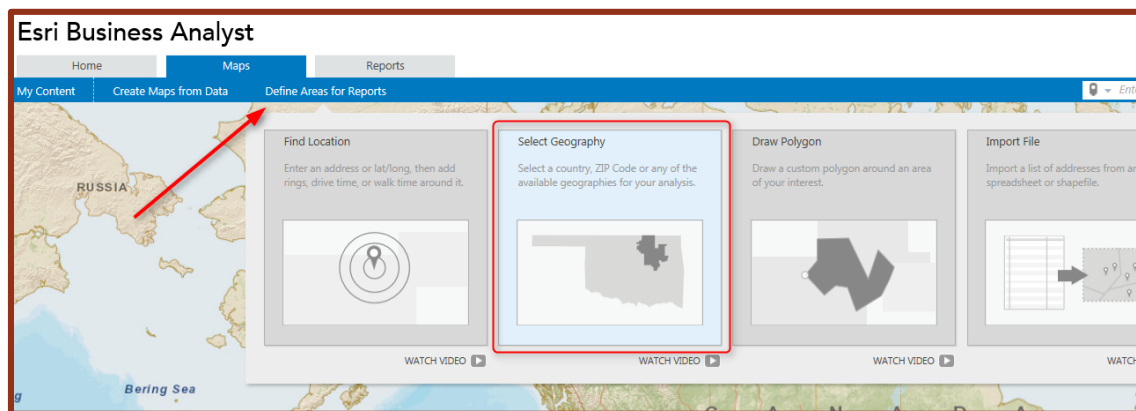 Esri Business Analyst
Home Maps Reports
My Content Create Maps from Data Define Areas for Reports
Find Location
Enter an address or lat/long, then add
rings, drive time, or walk time around it.
WATCH VIDEO
Select Geography
Select a country, ZIP Code or any of the
available geographies for your analysis.
WATCH VIDEO
Draw Polygon
Draw a custom polygon around an area
of your interest.
WATCH VIDEO
Import File
Import a list of addresses from
spreadsheet or shapefile.
RUSSIA
Bering Sea